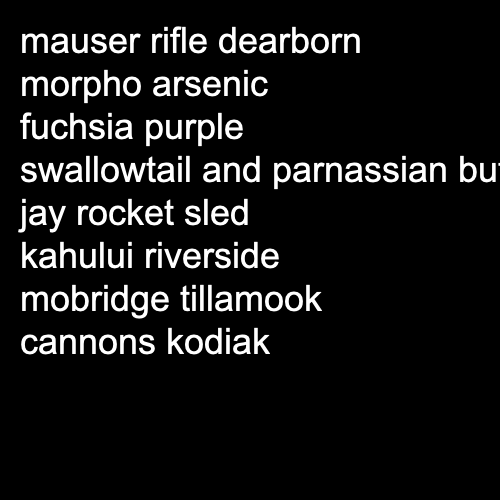 mauser rifle dearborn
morpho arsenic
fuchsia purple
swallowtail and parnassian
jay rocket sled
kahului riverside
mobridge tillamook
cannons kodiak